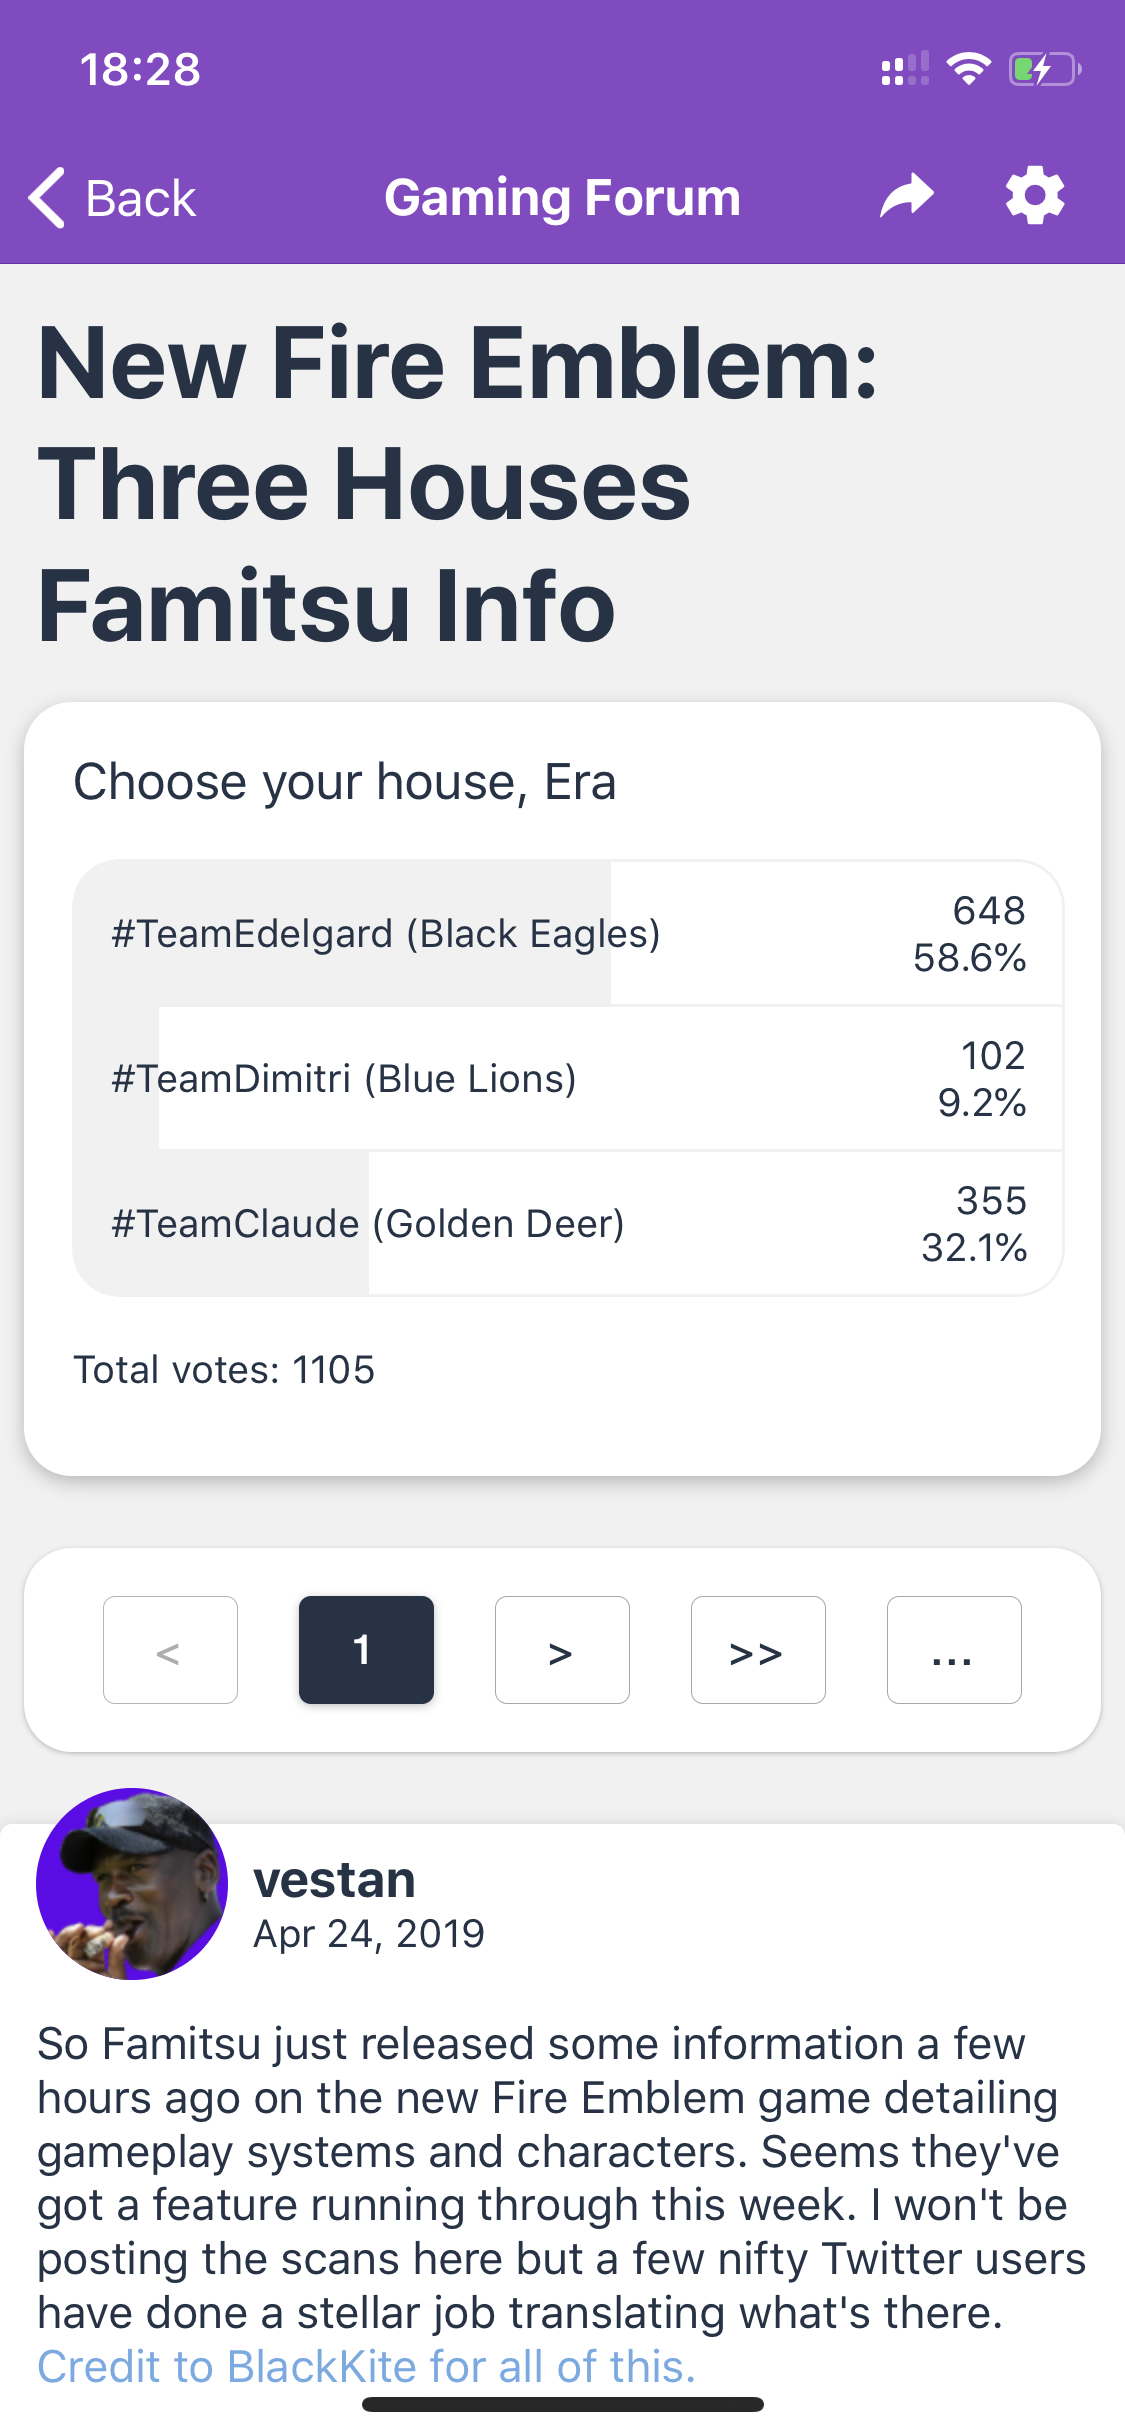 18:28
Back
Gaming Forum
New Fire Emblem:
Three Houses
Famitsu Info
Choose your house, Era
#TeamEdelgard (Black Eagles)
648
58.6%
#TeamDimitri (Blue Lions)
102
9.2%
#TeamClaude (Golden Deer)
355
32.1%
Total votes: 1105
< 1 > >> ...
vestan
Apr 24, 2019
So Famitsu just released some information a few
hours ago on the new Fire Emblem game detailing
gameplay systems and characters. Seems they've
got a feature running through this week. I won't be
posting the scans here but a few nifty Twitter users
have done a stellar job translating what's there.
Credit to BlackKite for all of this.